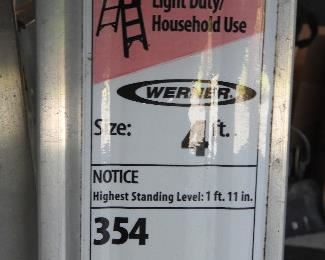 Light Duty/
Household Use
WERNER
Size: 4 ft.
NOTICE
Highest Standing Level: 1 ft. 11 in.
354